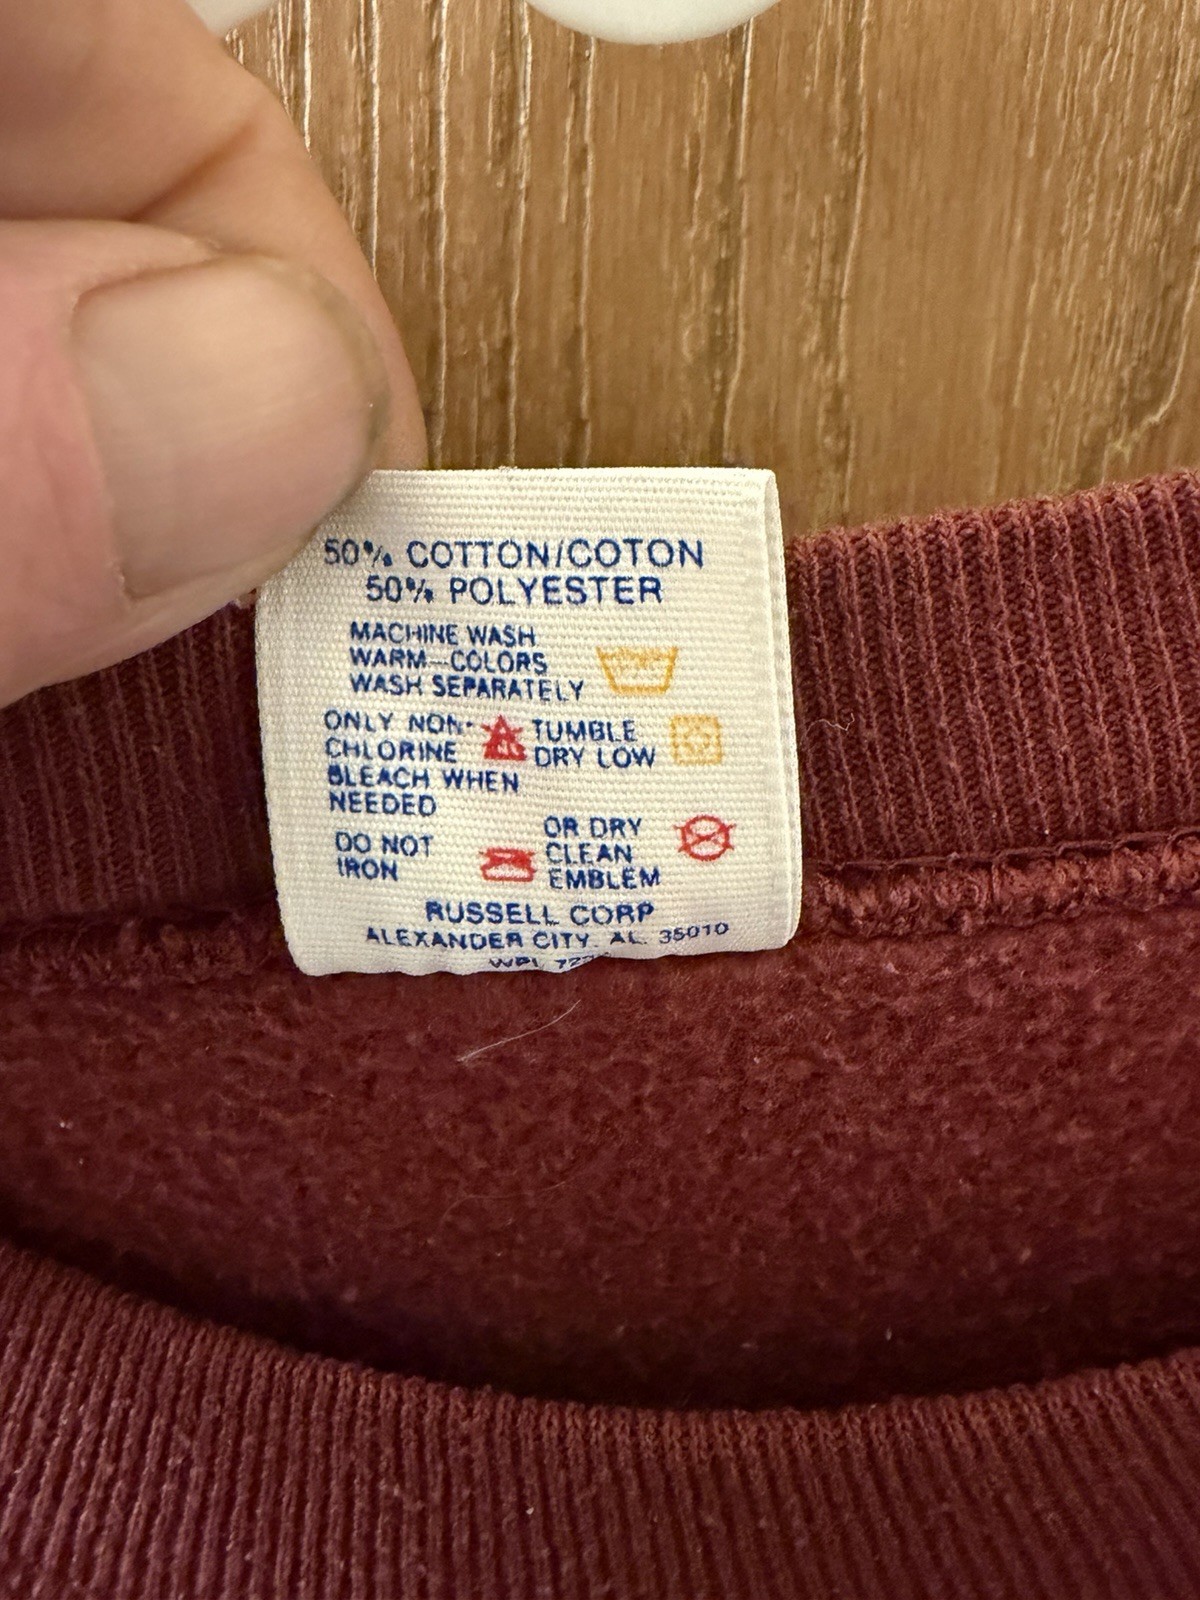 50% COTTON/COTON
50% POLYESTER
MACHINE WASH
WARM—COLORS
WASH SEPARATELY
ONLY NON-
CHLORINE
BLEACH WHEN
NEEDED
TUMBLE
DRY LOW
DO NOT
IRON
OR DRY
CLEAN
EMBLEM
RUSSELL CORP
ALEXANDER CITY. AL. 35010
WPL